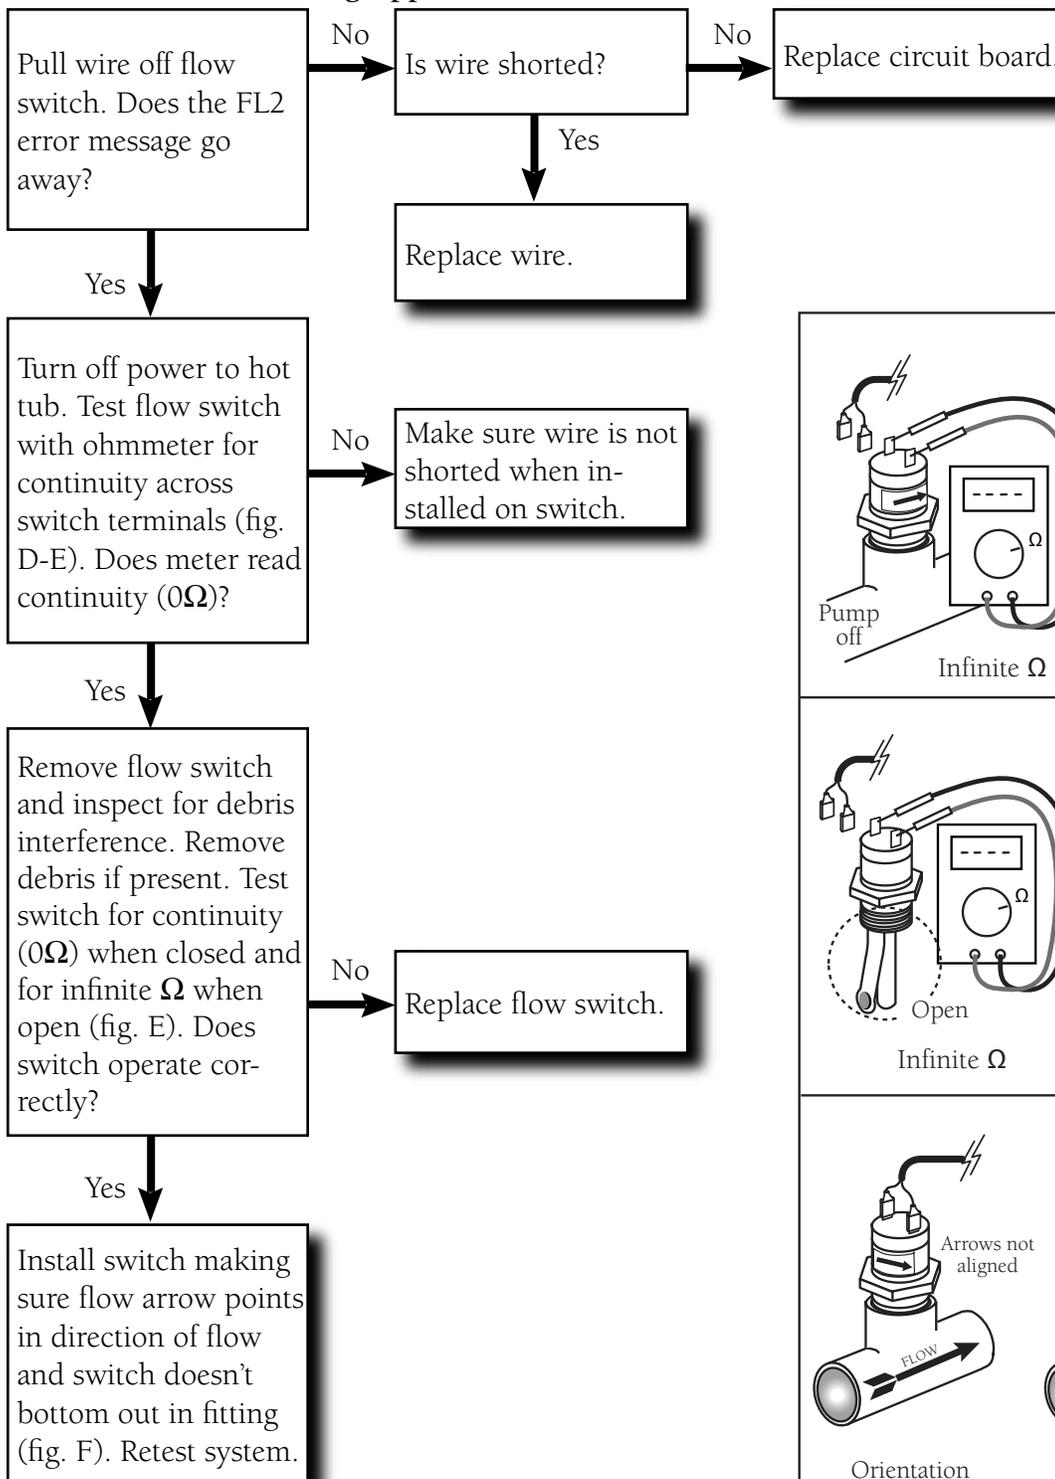 No
No
Pull wire off flow
switch. Does the FL2
error message go
away?
Is wire shorted?
Replace circuit board.
Yes
Replace wire.
Yes
Turn off power to hot
tub. Test flow switch
with ohmmeter for
continuity across
switch terminals (fig.
D-E). Does meter read
continuity (0Ω)?
No
Make sure wire is not
shorted when in-
stalled on switch.
Yes
Remove flow switch
and inspect for debris
interference. Remove
debris if present. Test
switch for continuity
(0Ω) when closed and
for infinite Ω when
open (fig. E). Does
switch operate cor-
rectly?
No
Replace flow switch.
Yes
Install switch making
sure flow arrow points
in direction of flow
and switch doesn't
bottom out in fitting
(fig. F). Retest system.
----
Ω
Pump
off
Infinite Ω
----
Ω
Open
Infinite Ω
Arrows not
aligned
FLOW
Orientation